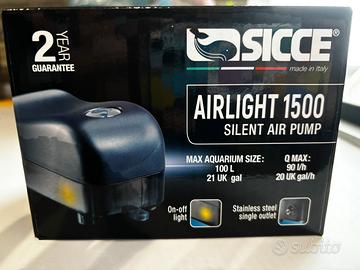 2 YEAR
GUARANTEE
SICCE®
made in Italy
AIRLIGHT 1500
SILENT AIR PUMP
MAX AQUARIUM SIZE:
100 L
21 UK gal
Q MAX:
90 l/h
20 UK gal/h
On-off
light
Stainless steel
single outlet
subito